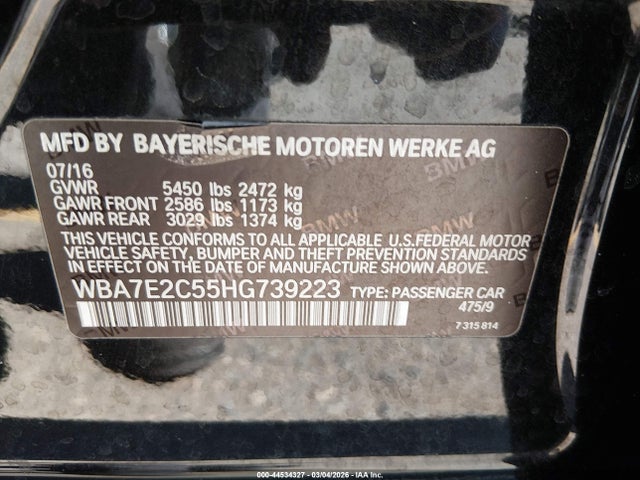 MFD BY BAYERISCHE MOTOREN WERKE AG
07/16
GVWR 5450 lbs 2472 kg
GAWR FRONT 2586 lbs 1173 kg
GAWR REAR 3029 lbs 1374 kg
THIS VEHICLE CONFORMS TO ALL APPLICABLE U.S.FEDERAL MOTOR
VEHICLE SAFETY, BUMPER AND THEFT PREVENTION STANDARDS
IN EFFECT ON THE DATE OF MANUFACTURE SHOWN ABOVE.
WBA7E2C55HG739223 TYPE: PASSENGER CAR
475/9
7 315 814
BMW
BMW
BMW
000-44534327 - 03/04/2026 - IAA Inc.